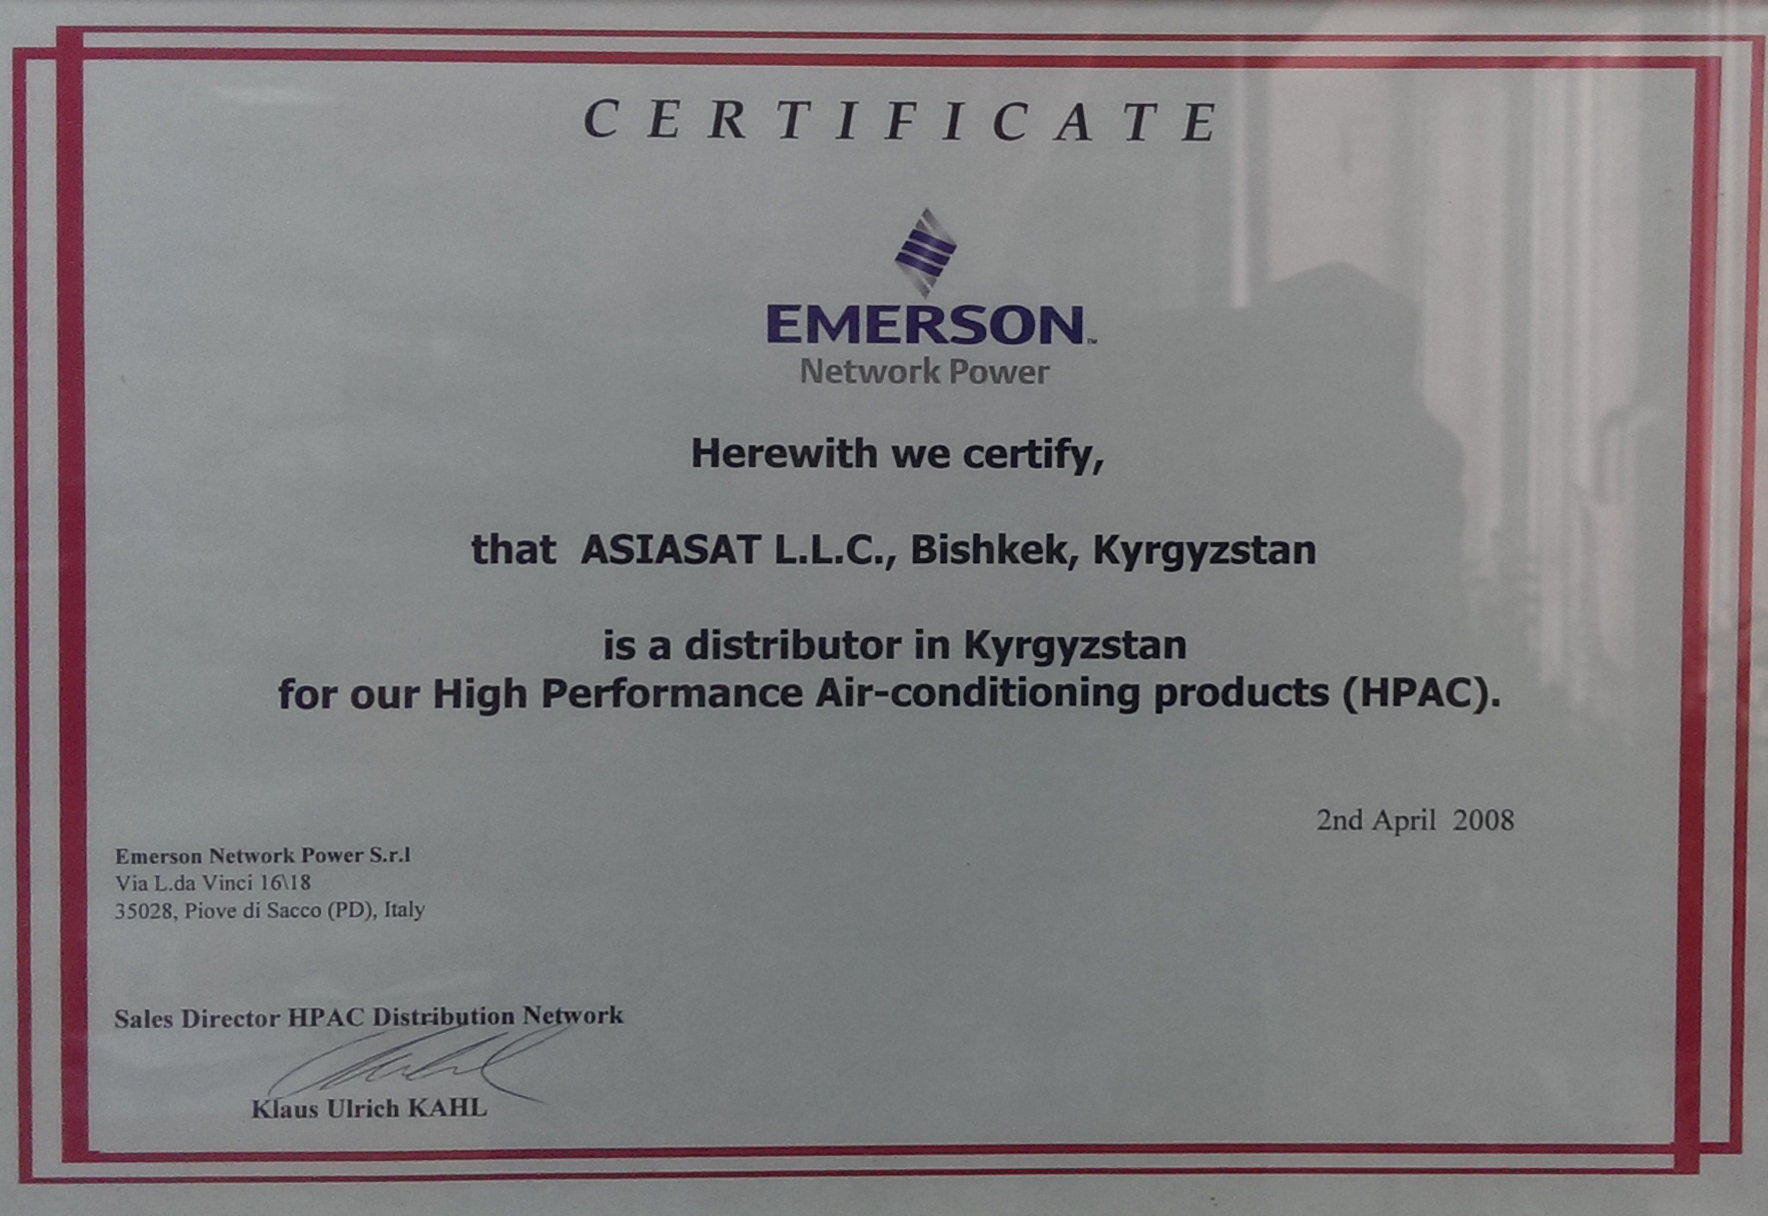 CERTIFICATE
EMERSON™
Network Power
Herewith we certify,
that ASIASAT L.L.C., Bishkek, Kyrgyzstan
is a distributor in Kyrgyzstan
for our High Performance Air-conditioning products (HPAC).
2nd April 2008
Emerson Network Power S.r.l
Via L.da Vinci 16\18
35028, Piove di Sacco (PD), Italy
Sales Director HPAC Distribution Network
Klaus Ulrich KAHL